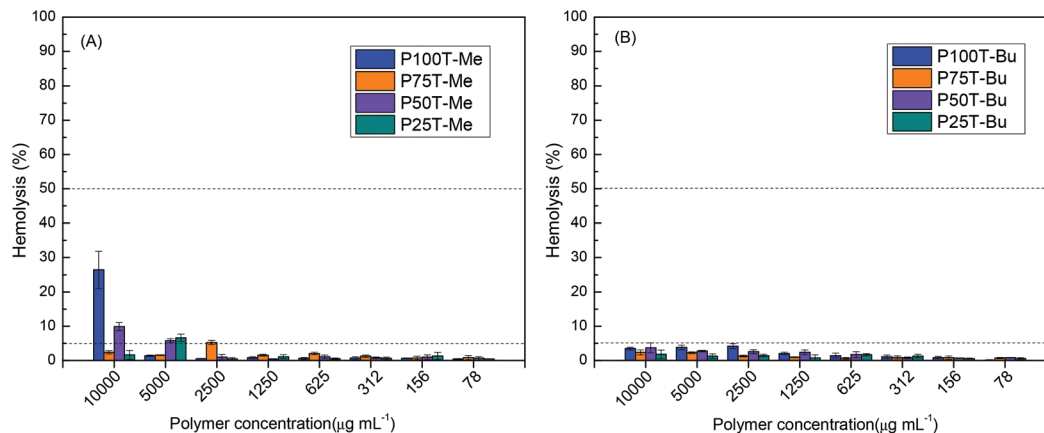 (A)
P100T-Me
P75T-Me
P50T-Me
P25T-Me
Hemolysis (%)
100
90
80
70
60
50
40
30
20
10
0
10000
5000
2500
1250
625
312
156
78
Polymer concentration(μg mL⁻¹)
(B)
P100T-Bu
P75T-Bu
P50T-Bu
P25T-Bu
Hemolysis (%)
100
90
80
70
60
50
40
30
20
10
0
10000
5000
2500
1250
625
312
156
78
Polymer concentration(μg mL⁻¹)